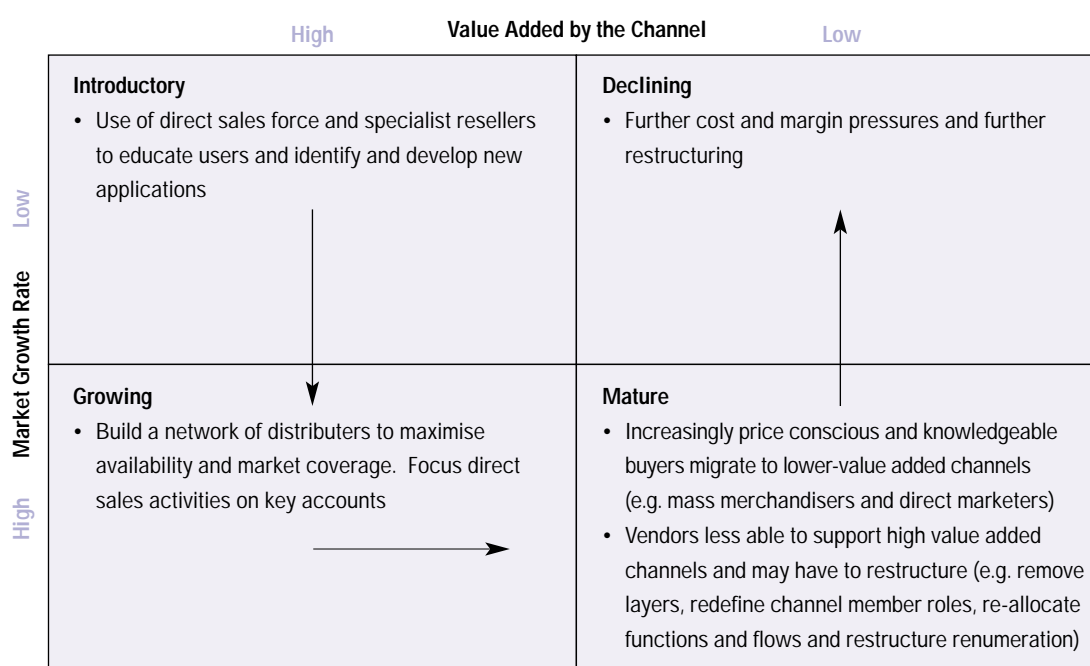 Value Added by the Channel
High
Low
Market Growth Rate
Low
High
Introductory
• Use of direct sales force and specialist resellers
to educate users and identify and develop new
applications
Declining
• Further cost and margin pressures and further
restructuring
Growing
• Build a network of distributers to maximise
availability and market coverage. Focus direct
sales activities on key accounts
Mature
• Increasingly price conscious and knowledgeable
buyers migrate to lower-value added channels
(e.g. mass merchandisers and direct marketers)
• Vendors less able to support high value added
channels and may have to restructure (e.g. remove
layers, redefine channel member roles, re-allocate
functions and flows and restructure renumeration)